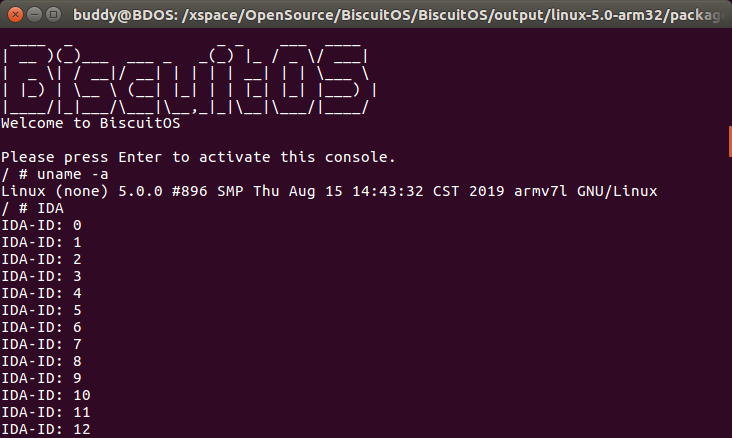 buddy@BDOS: /xspace/OpenSource/BiscuitOS/BiscuitOS/output/linux-5.0-arm32/package
BiscuitOS
Welcome to BiscuitOS
Please press Enter to activate this console.
/ # uname -a
Linux (none) 5.0.0 #896 SMP Thu Aug 15 14:43:32 CST 2019 armv7l GNU/Linux
/ # IDA
IDA-ID: 0
IDA-ID: 1
IDA-ID: 2
IDA-ID: 3
IDA-ID: 4
IDA-ID: 5
IDA-ID: 6
IDA-ID: 7
IDA-ID: 8
IDA-ID: 9
IDA-ID: 10
IDA-ID: 11
IDA-ID: 12